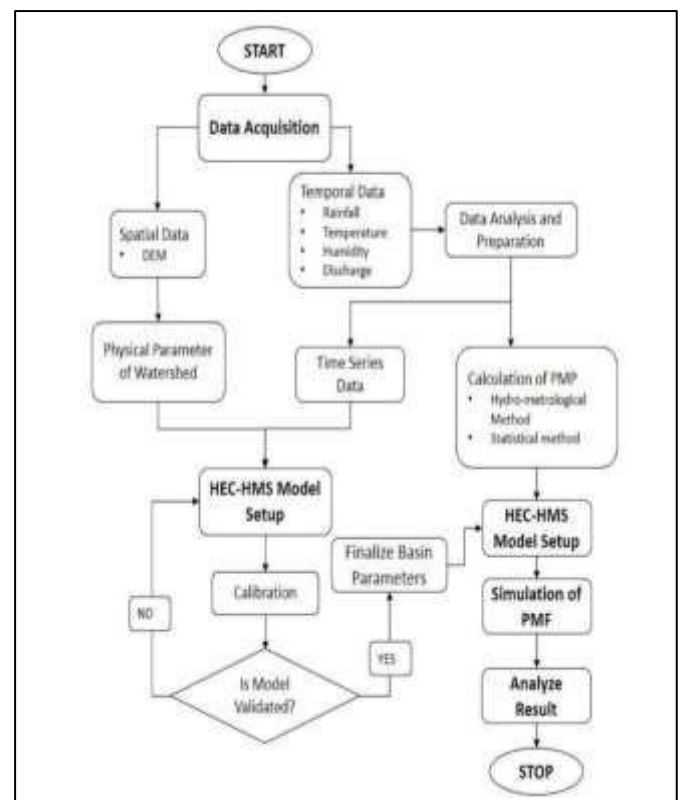 START
Data Acquisition
Temporal Data
• Rainfall
• Temperature
• Humidity
• Discharge
Data Analysis and
Preparation
Spatial Data
• DEM
Physical Parameter
of Watershed
Time Series
Data
Calculation of PMP
• Hydro-metrological
Method
• Statistical method
HEC-HMS Model
Setup
Calibration
Is Model
Validated?
NO
YES
Finalize Basin
Parameters
HEC-HMS
Model Setup
Simulation of
PMF
Analyze
Result
STOP